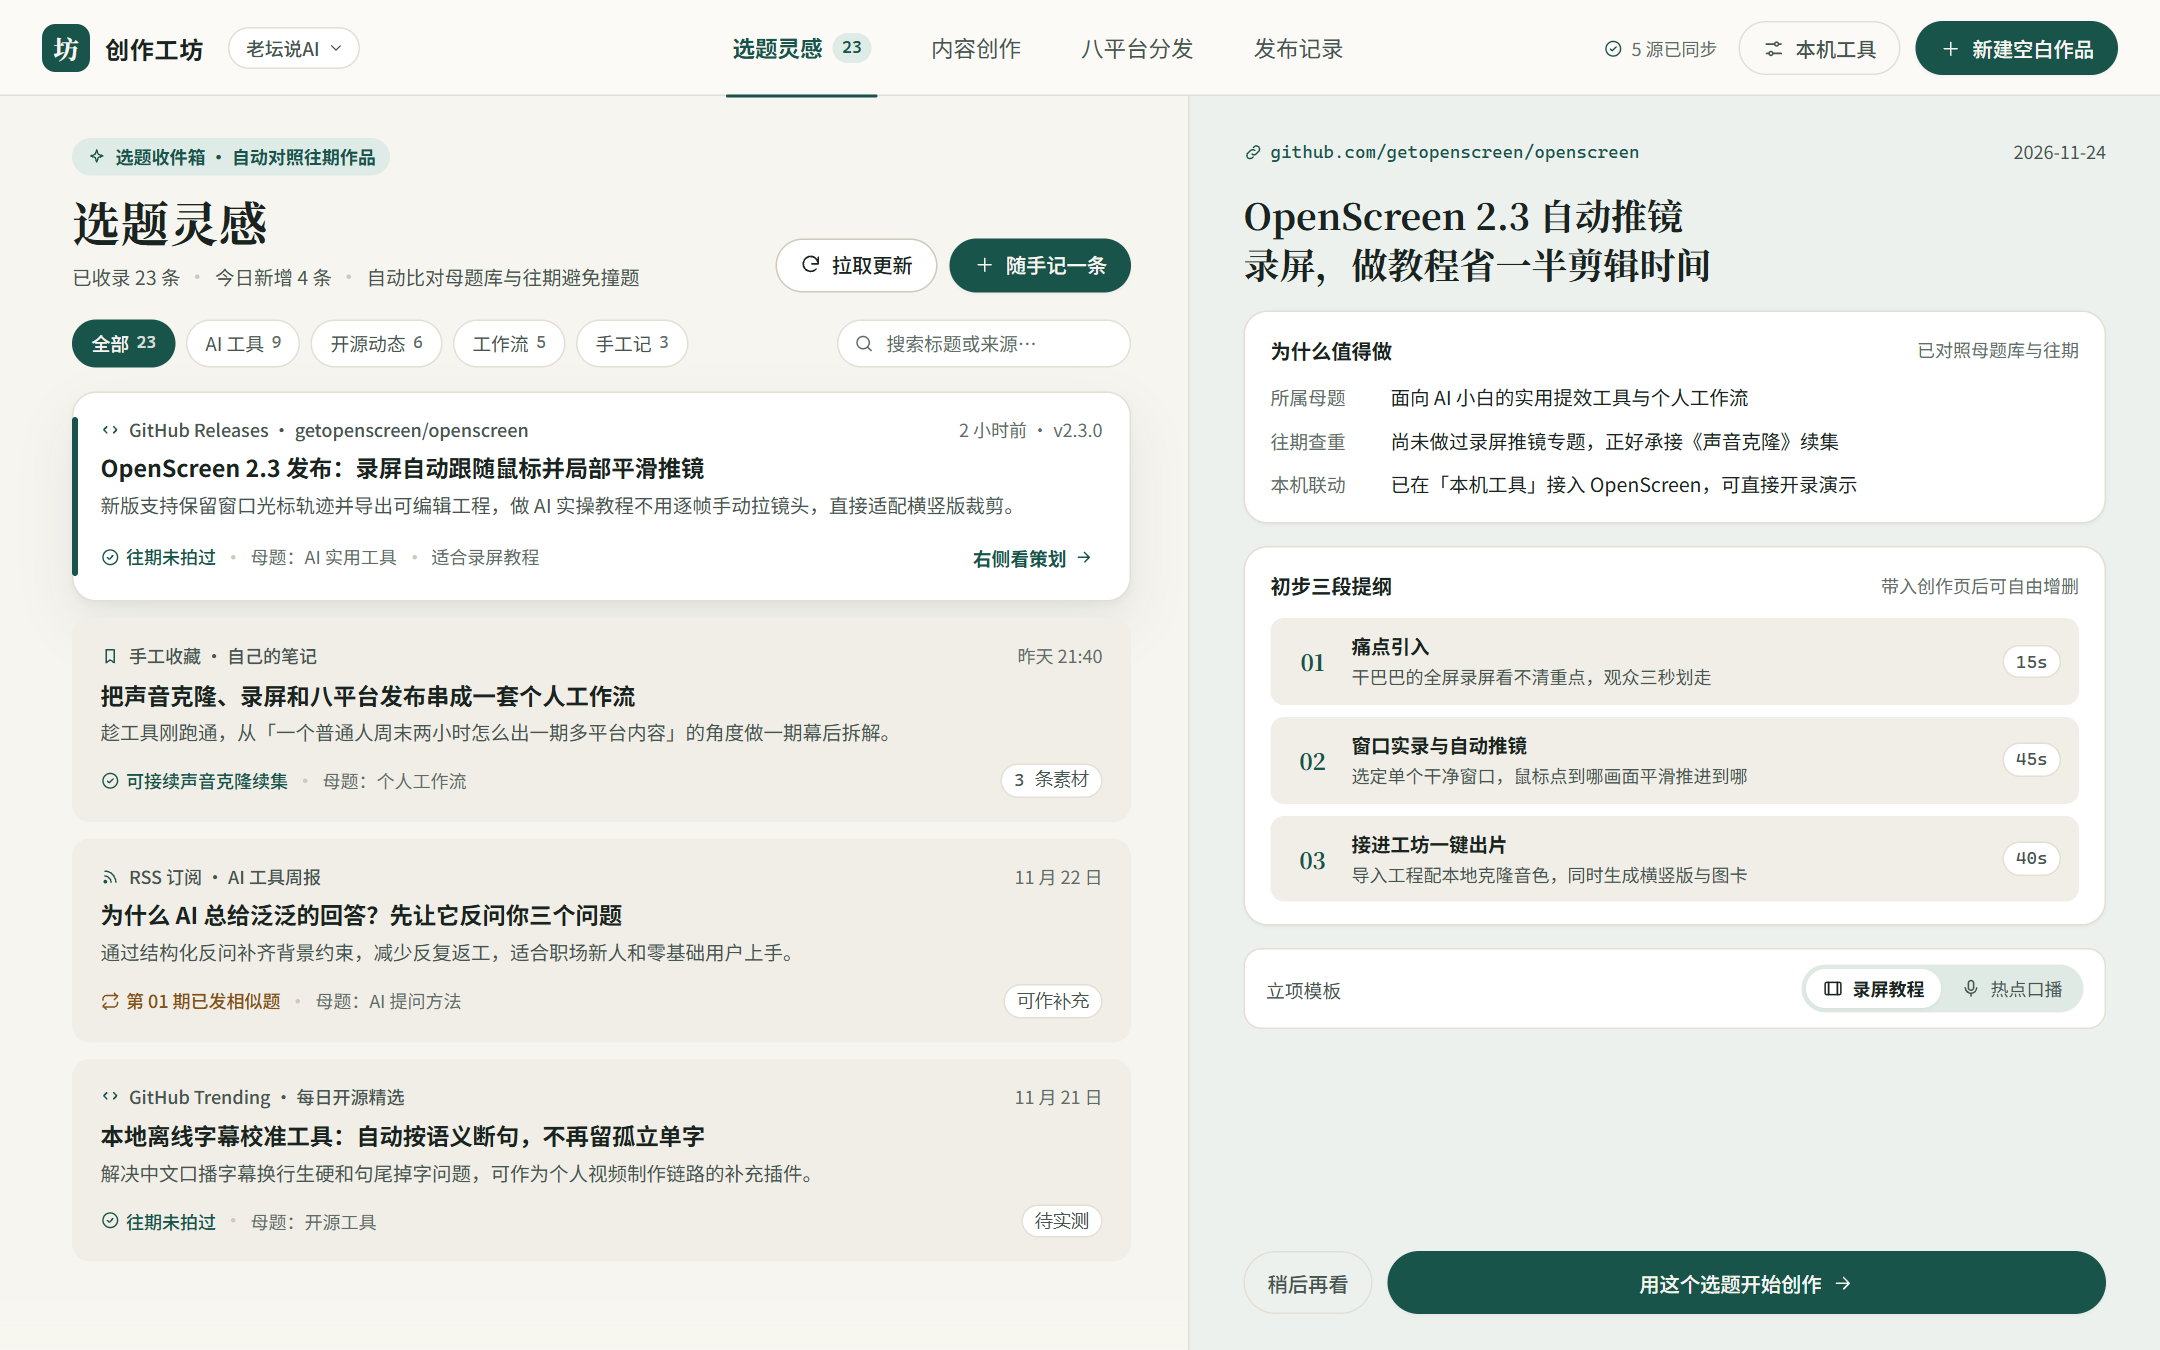 坊 创作工坊 老坛说AI 选题灵感 23 内容创作 八平台分发 发布记录 5 源已同步 本机工具 新建空白作品
选题收件箱 • 自动对照往期作品
选题灵感
已收录 23 条 • 今日新增 4 条 • 自动比对母题库与往期避免撞题
拉取更新 随手记一条
全部 23 AI 工具 9 开源动态 6 工作流 5 手工记 3 搜索标题或来源…
GitHub Releases • getopenscreen/openscreen 2 小时前 • v2.3.0
OpenScreen 2.3 发布：录屏自动跟随鼠标并局部平滑推镜
新版支持保留窗口光标轨迹并导出可编辑工程，做 AI 实操教程不用逐帧手动拉镜头，直接适配横竖版裁剪。
往期未拍过 • 母题：AI 实用工具 • 适合录屏教程 右侧看策划
手工收藏 • 自己的笔记 昨天 21:40
把声音克隆、录屏和八平台发布串成一套个人工作流
趁工具刚跑通，从「一个普通人周末两小时怎么出一期多平台内容」的角度做一期幕后拆解。
可接续声音克隆续集 • 母题：个人工作流 3 条素材
RSS 订阅 • AI 工具周报 11 月 22 日
为什么 AI 总给泛泛的回答？先让它反问你三个问题
通过结构化反问补齐背景约束，减少反复返工，适合职场新人和零基础用户上手。
第 01 期已发相似题 • 母题：AI 提问方法 可作补充
GitHub Trending • 每日开源精选 11 月 21 日
本地离线字幕校准工具：自动按语义断句，不再留孤立单字
解决中文口播字幕换行生硬和句尾掉字问题，可作为个人视频制作链路的补充插件。
往期未拍过 • 母题：开源工具 待实测
github.com/getopenscreen/openscreen 2026-11-24
OpenScreen 2.3 自动推镜
录屏，做教程省一半剪辑时间
为什么值得做 已对照母题库与往期
所属母题 面向 AI 小白的实用提效工具与个人工作流
往期查重 尚未做过录屏推镜专题，正好承接《声音克隆》续集
本机联动 已在「本机工具」接入 OpenScreen，可直接开录演示
初步三段提纲 带入创作页后可自由增删
01 痛点引入 15s
干巴巴的全屏录屏看不清重点，观众三秒划走
02 窗口实录与自动推镜 45s
选定单个干净窗口，鼠标点到哪画面平滑推进到哪
03 接进工坊一键出片 40s
导入工程配本地克隆音色，同时生成横竖版与图卡
立项模板 录屏教程 热点口播
稍后再看 用这个选题开始创作